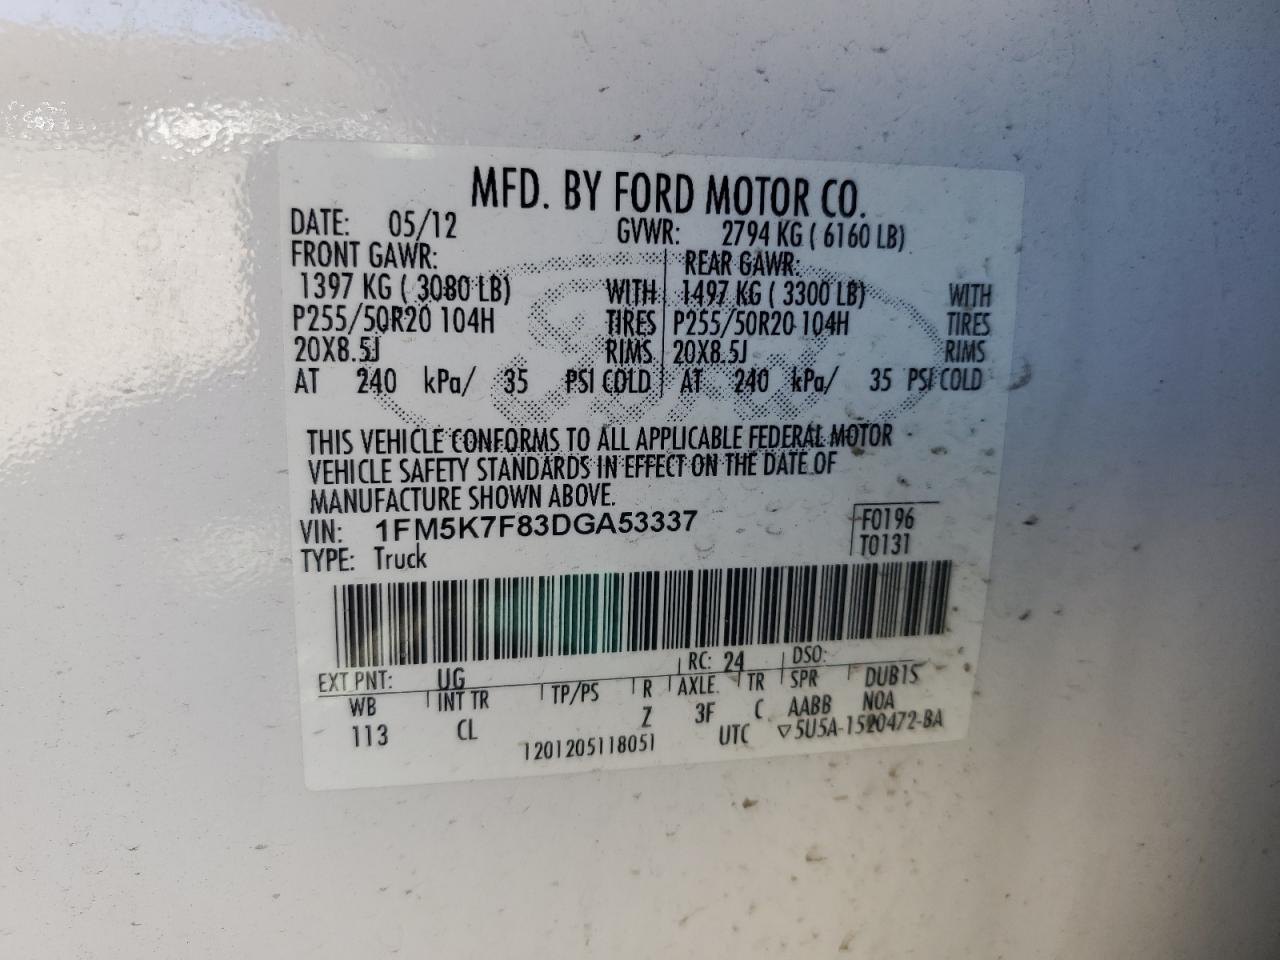 MFD. BY FORD MOTOR CO.
DATE: 05/12 GVWR: 2794 KG ( 6160 LB)
FRONT GAWR: REAR GAWR:
1397 KG ( 3080 LB) WITH 1497 KG ( 3300 LB) WITH
P255/50R20 104H TIRES P255/50R20 104H TIRES
20X8.5J RIMS 20X8.5J RIMS
AT 240 kPa/ 35 PSI COLD AT 240 kPa/ 35 PSI COLD
THIS VEHICLE CONFORMS TO ALL APPLICABLE FEDERAL MOTOR
VEHICLE SAFETY STANDARDS IN EFFECT ON THE DATE OF
MANUFACTURE SHOWN ABOVE.
VIN: 1FM5K7F83DGA53337 F0196
TYPE: Truck T0131
EXT PNT: UG RC: 24 DSO:
WB INT TR TP/PS R AXLE TR SPR DUB1S
113 CL Z 3F C AABB NOA
1201205118051 UTC ▽5U5A-1520472-BA